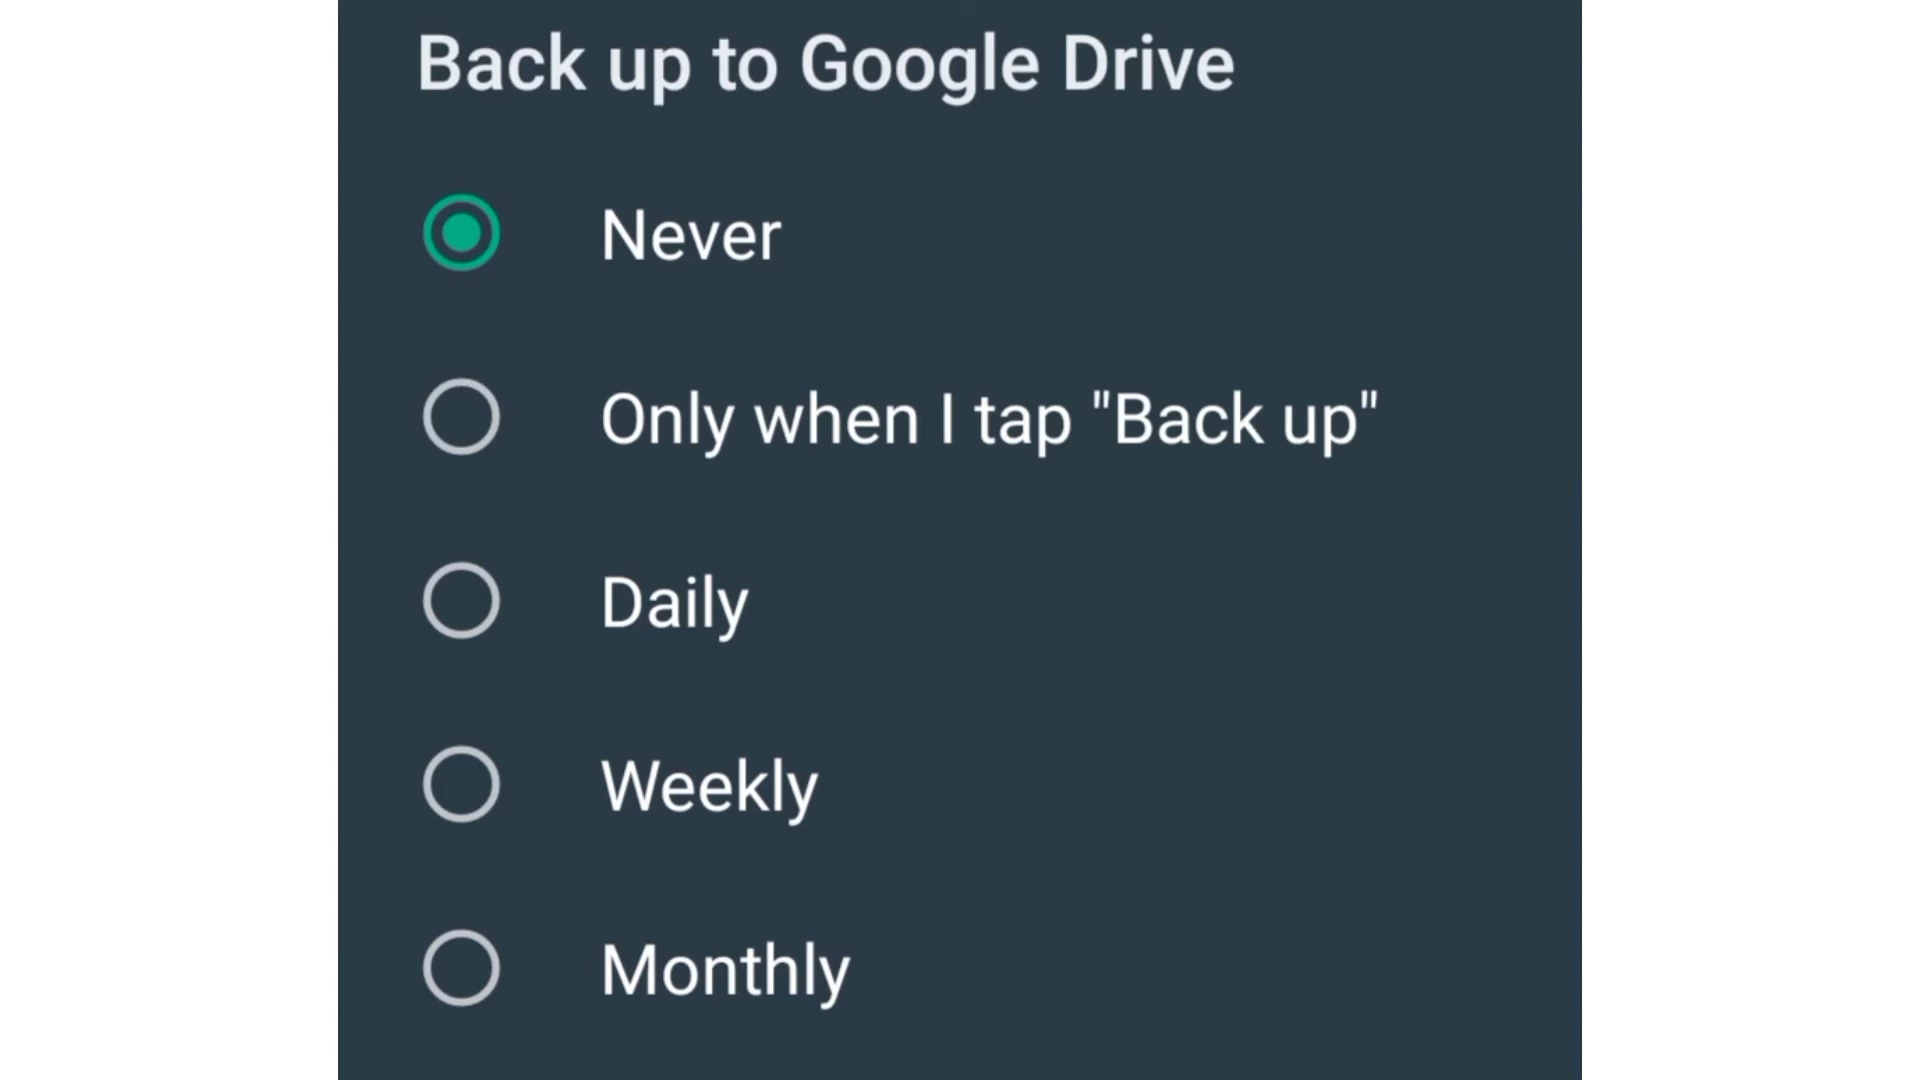 Back up to Google Drive
Never
Only when I tap "Back up"
Daily
Weekly
Monthly